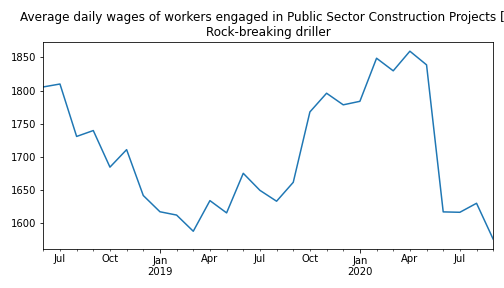 Average daily wages of workers engaged in Public Sector Construction Projects [
Rock-breaking driller
1850
1800
1750
1700
1650
1600
Jul Oct Jan Apr Jul Oct Jan Apr Jul
2019 2020